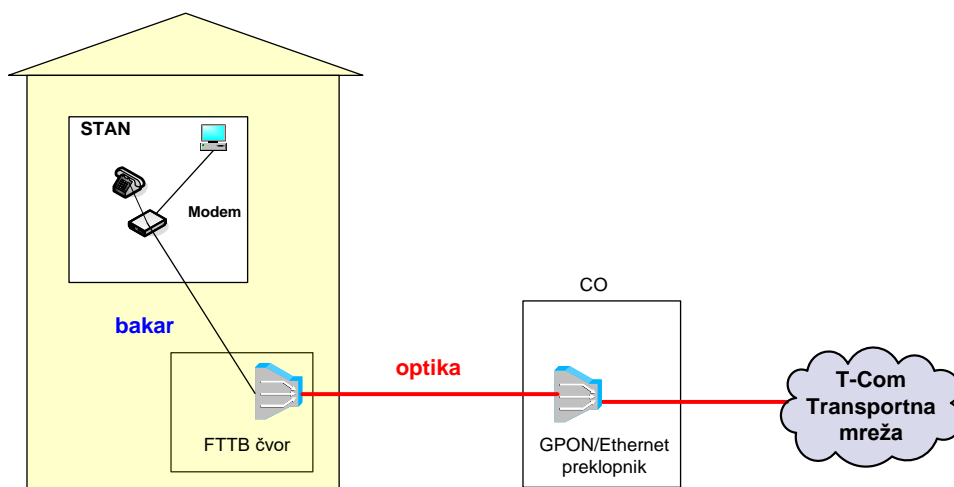 STAN
Modem
bakar
FTTB čvor
optika
CO
GPON/Ethernet
preklopnik
T-Com
Transportna
mreža